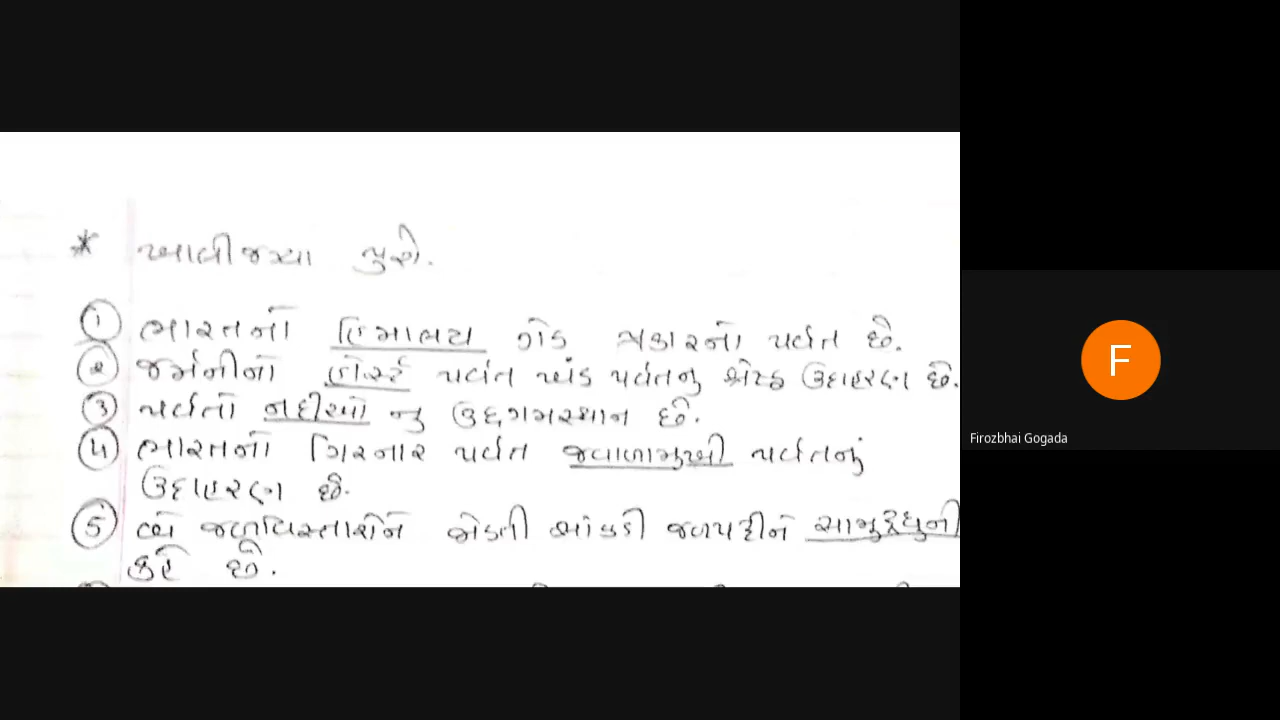 * ખાલીજગ્યા પુરો.
① ભારતનો હિમાલય ગેડ પ્રકારનો પર્વત છે.
② જર્મનીનો હોર્સ્ટ પર્વત ખંડ પર્વતનુ શ્રેષ્ઠ ઉદાહરણ છે.
③ પર્વતો નદીઓ નુ ઉદ્દગમસ્થાન છે.
④ ભારતનો ગિરનાર પર્વત જ્વાળામુખી પર્વતનું
ઉદાહરણ છે.
⑤ બે જળવિસ્તારોને જોડતી સાંકડી જળપટ્ટીને સામુદ્રધુની
કહે છે.
F
Firozbhai Gogada